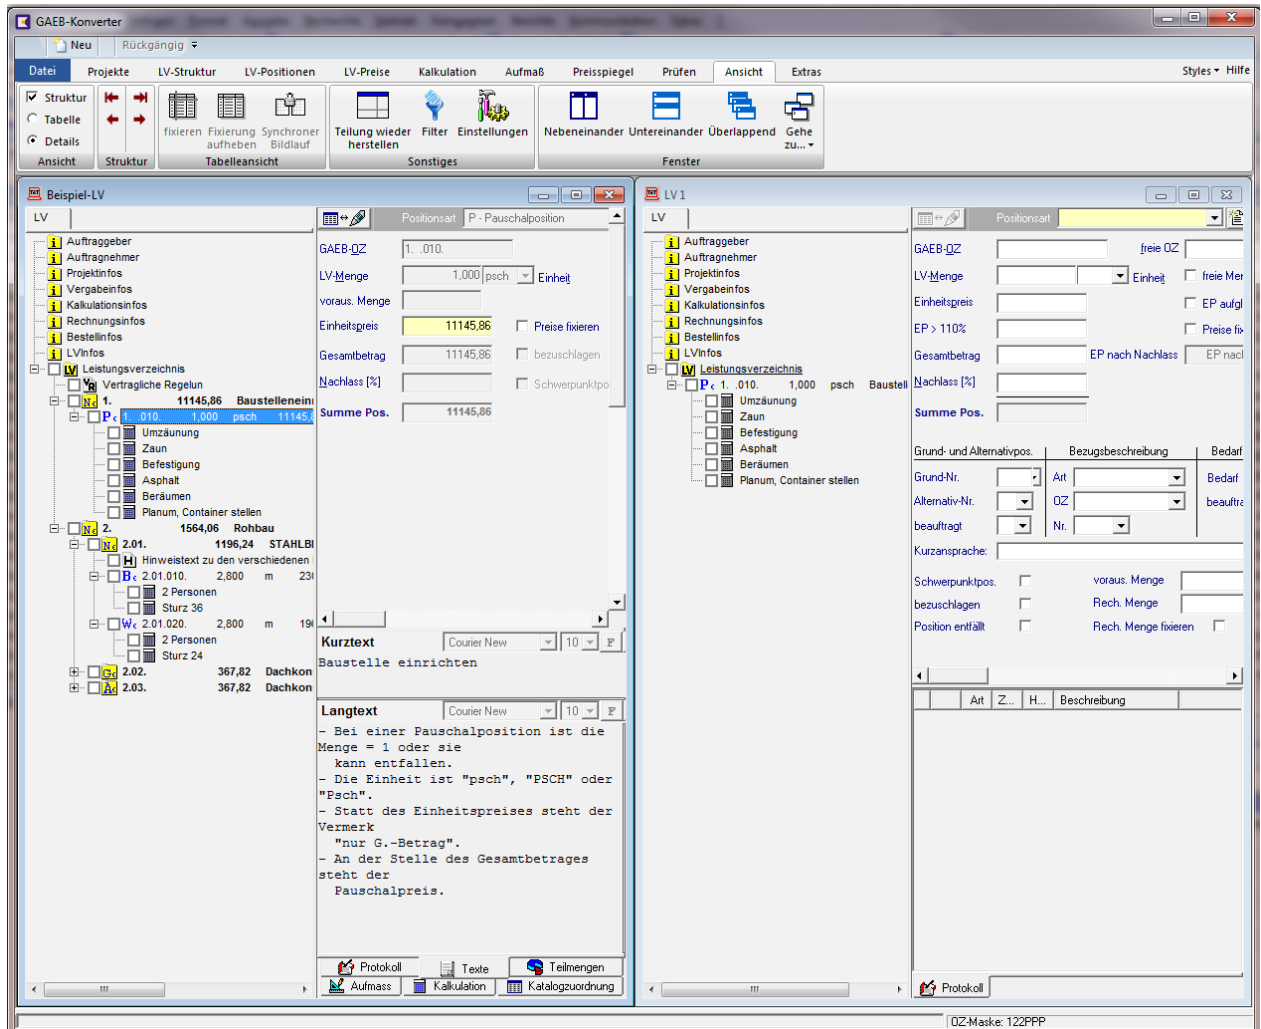 GAEB-Konverter
Neu Rückgängig
Datei Projekte LV-Struktur LV-Positionen LV-Preise Kalkulation Aufmaß Preisspiegel Prüfen Ansicht Extras Styles Hilfe
Struktur
Tabelle
Details
fixieren Fixierung aufheben Synchroner Bildlauf
Teilung wieder herstellen Filter Einstellungen
Nebeneinander Untereinander Überlappend Gehe zu...
Ansicht Struktur Tabelleansicht Sonstiges Fenster
Beispiel-LV
LV
Auftraggeber
Auftragnehmer
Projektinfos
Vergabeinfos
Kalkulationsinfos
Rechnungsinfos
Bestellinfos
LVInfos
LV Leistungsverzeichnis
VR Vertragliche Regelun
N 1. 11145,86 Baustelleneini
P 1. .010. 1,000 psch 11145,8
Umzäunung
Zaun
Befestigung
Asphalt
Beräumen
Planum, Container stellen
N 2. 1564,06 Rohbau
N 2.01. 1196,24 STAHLBI
H Hinweistext zu den verschiedenen
B 2.01.010. 2,800 m 23
2 Personen
Sturz 36
W 2.01.020. 2,800 m 19
2 Personen
Sturz 24
G 2.02. 367,82 Dachkon
A 2.03. 367,82 Dachkon
Positionsart P - Pauschalposition
GAEB-OZ 1. .010.
LV-Menge 1,000 psch Einheit
voraus. Menge
Einheitspreis 11145,86 Preise fixieren
Gesamtbetrag 11145,86 bezuschlagen
Nachlass [%] Schwerpunktpo
Summe Pos. 11145,86
Kurztext Courier New 10 F
Baustelle einrichten
Langtext Courier New 10 F
- Bei einer Pauschalposition ist die
Menge = 1 oder sie
kann entfallen.
- Die Einheit ist "psch", "PSCH" oder
"Psch".
- Statt des Einheitspreises steht der
Vermerk
"nur G.-Betrag".
- An der Stelle des Gesamtbetrages
steht der
Pauschalpreis.
Protokoll Texte Teilmengen
Aufmass Kalkulation Katalogzuordnung
LV 1
LV
Auftraggeber
Auftragnehmer
Projektinfos
Vergabeinfos
Kalkulationsinfos
Rechnungsinfos
Bestellinfos
LVInfos
LV Leistungsverzeichnis
P 1. .010. 1,000 psch Baustell
Umzäunung
Zaun
Befestigung
Asphalt
Beräumen
Planum, Container stellen
Positionsart
GAEB-OZ freie OZ
LV-Menge Einheit freie Mer
Einheitspreis EP aufgl
EP > 110% Preise fix
Gesamtbetrag EP nach Nachlass EP nacl
Nachlass [%]
Summe Pos.
Grund- und Alternativpos. Bezugsbeschreibung Bedarf
Grund-Nr. Art Bedarf
Alternativ-Nr. OZ beauftra
beauftragt Nr.
Kurzansprache:
Schwerpunktpos. voraus. Menge
bezuschlagen Rech. Menge
Position entfällt Rech. Menge fixieren
Art Z... H... Beschreibung
Protokoll
OZ-Maske: 122PPP